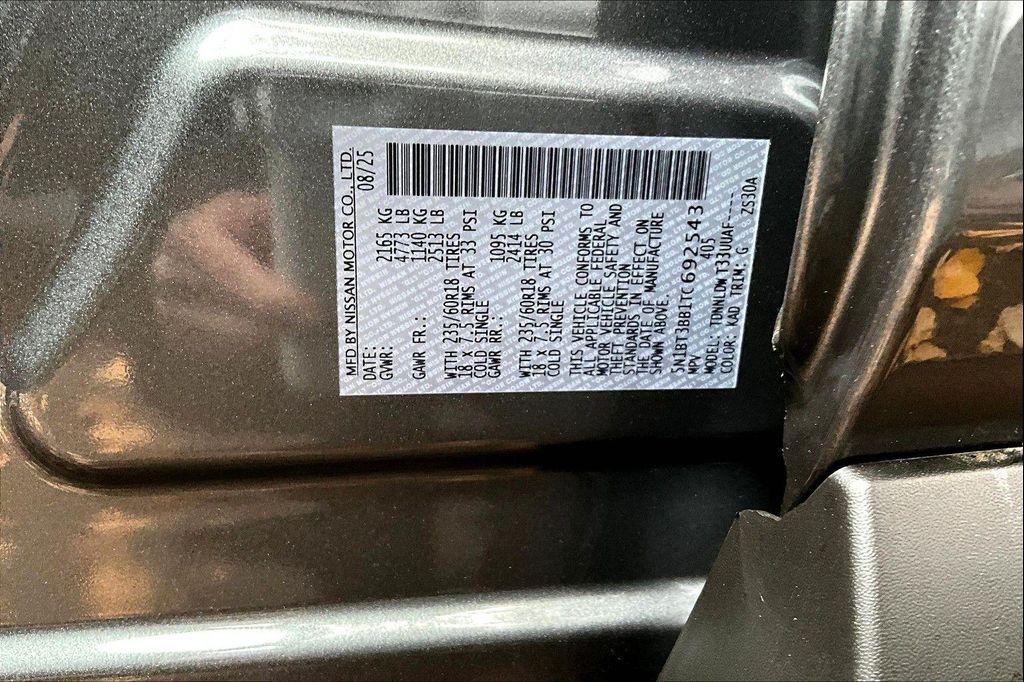 MFD BY NISSAN MOTOR CO., LTD.
DATE: 08/25
GVWR: 2165 KG
4773 LB
GAWR FR.: 1140 KG
2513 LB
WITH 235/60R18 TIRES
18 X 7.5 RIMS AT 33 PSI
COLD SINGLE
GAWR RR.: 1095 KG
2414 LB
WITH 235/60R18 TIRES
18 X 7.5 RIMS AT 30 PSI
COLD SINGLE
THIS VEHICLE CONFORMS TO
ALL APPLICABLE FEDERAL
MOTOR VEHICLE SAFETY AND
THEFT PREVENTION
STANDARDS IN EFFECT ON
THE DATE OF MANUFACTURE
SHOWN ABOVE.
5N1BT3BB1TC692543
MPV 405
MODEL: TDNNLDWT33UUAF----
COLOR: KAD TRIM: G ZS30A